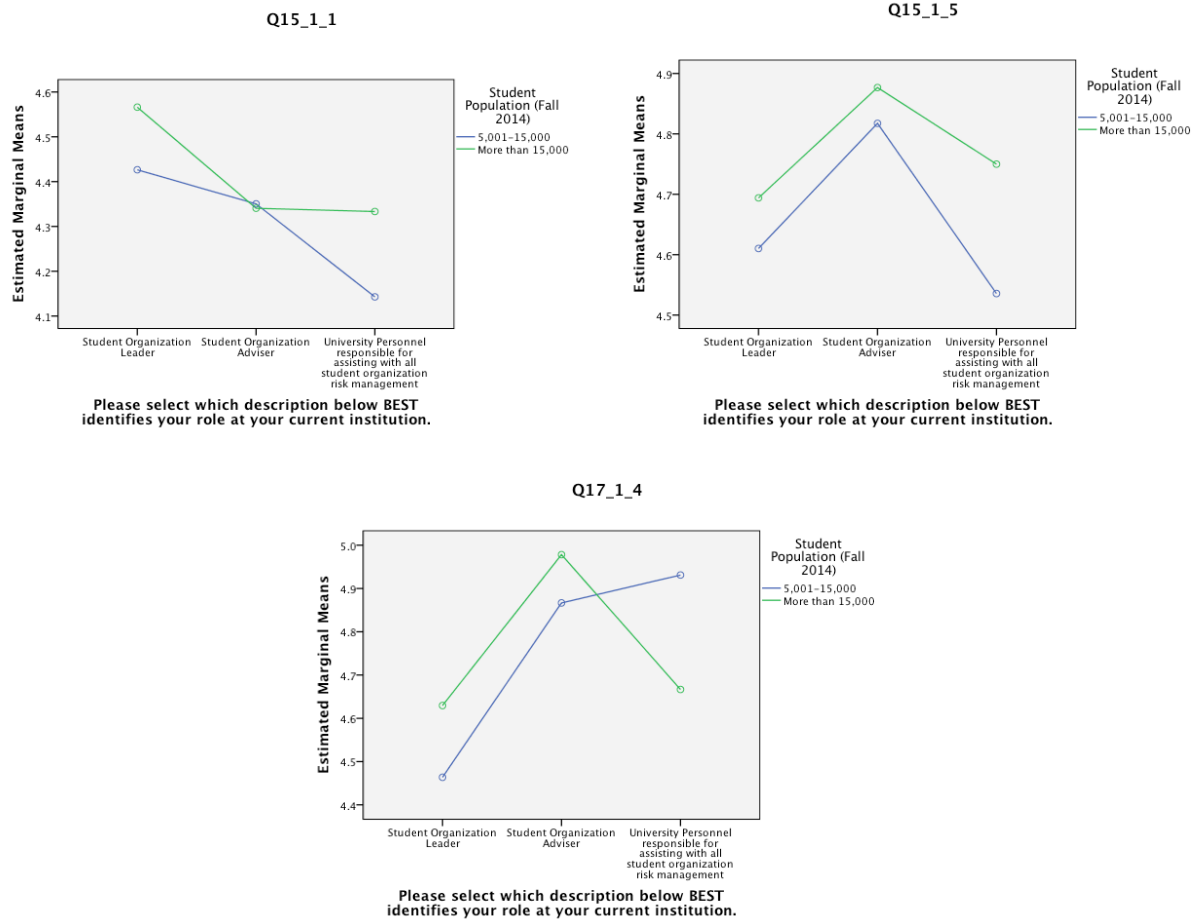 Q15_1_1
Estimated Marginal Means
4.6
4.5
4.4
4.3
4.2
4.1
Student Organization
Leader
Student Organization
Adviser
University Personnel
responsible for
assisting with all
student organization
risk management
Please select which description below BEST
identifies your role at your current institution.
Student
Population (Fall
2014)
5,001-15,000
More than 15,000
Q15_1_5
Estimated Marginal Means
4.9
4.8
4.7
4.6
4.5
Student Organization
Leader
Student Organization
Adviser
University Personnel
responsible for
assisting with all
student organization
risk management
Please select which description below BEST
identifies your role at your current institution.
Student
Population (Fall
2014)
5,001-15,000
More than 15,000
Q17_1_4
Estimated Marginal Means
5.0
4.9
4.8
4.7
4.6
4.5
4.4
Student Organization
Leader
Student Organization
Adviser
University Personnel
responsible for
assisting with all
student organization
risk management
Please select which description below BEST
identifies your role at your current institution.
Student
Population (Fall
2014)
5,001-15,000
More than 15,000